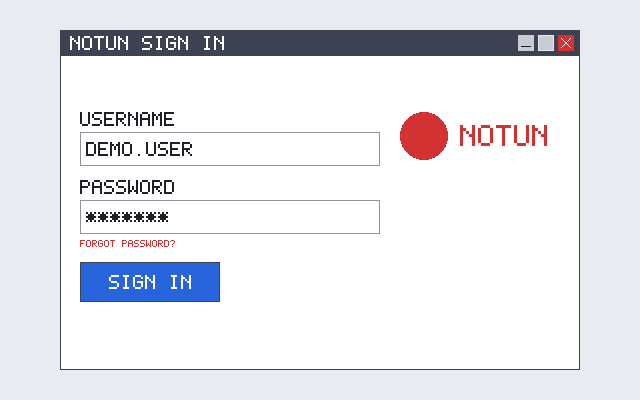 NOTUN SIGN IN
USERNAME
DEMO.USER
NOTUN
PASSWORD
*******
FORGOT PASSWORD?
SIGN IN